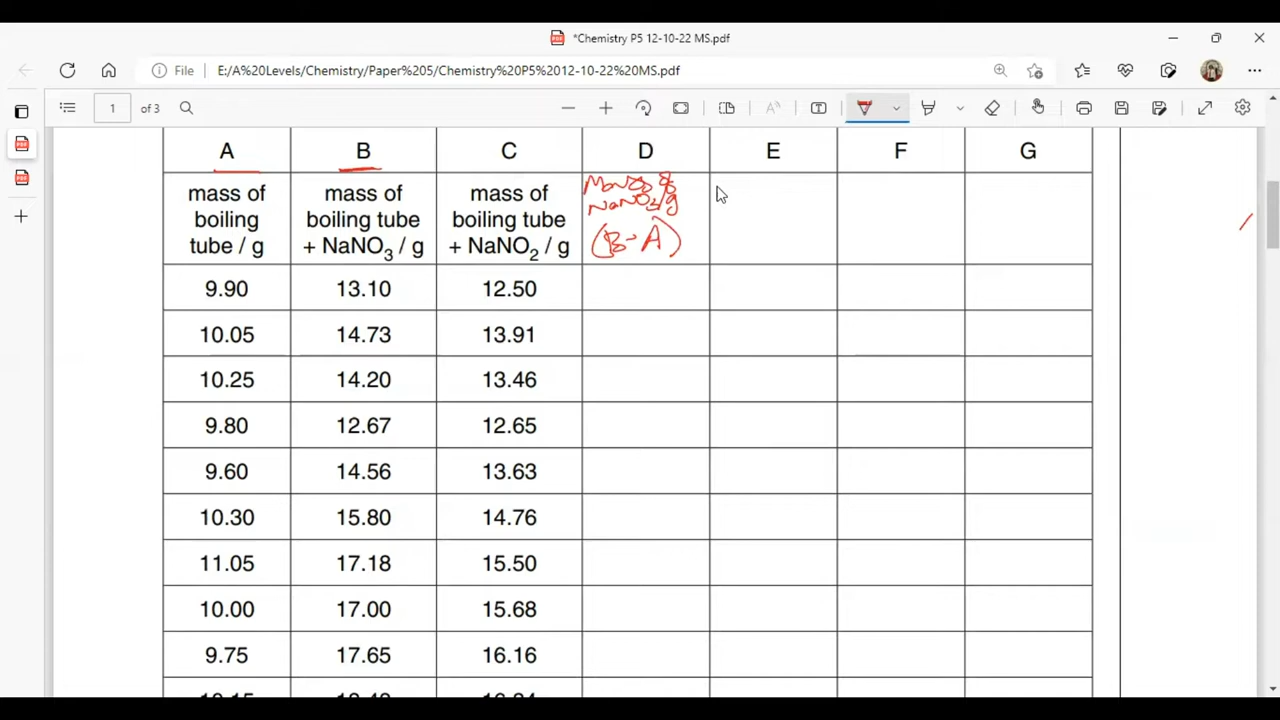 *Chemistry P5 12-10-22 MS.pdf
File E:/A%20Levels/Chemistry/Paper%205/Chemistry%20P5%2012-10-22%20MS.pdf
1 of 3
A B C D E F G
mass of boiling tube / g
mass of boiling tube + NaNO₃ / g
mass of boiling tube + NaNO₂ / g
NaNO₃/g
(B-A)
9.90 13.10 12.50
10.05 14.73 13.91
10.25 14.20 13.46
9.80 12.67 12.65
9.60 14.56 13.63
10.30 15.80 14.76
11.05 17.18 15.50
10.00 17.00 15.68
9.75 17.65 16.16